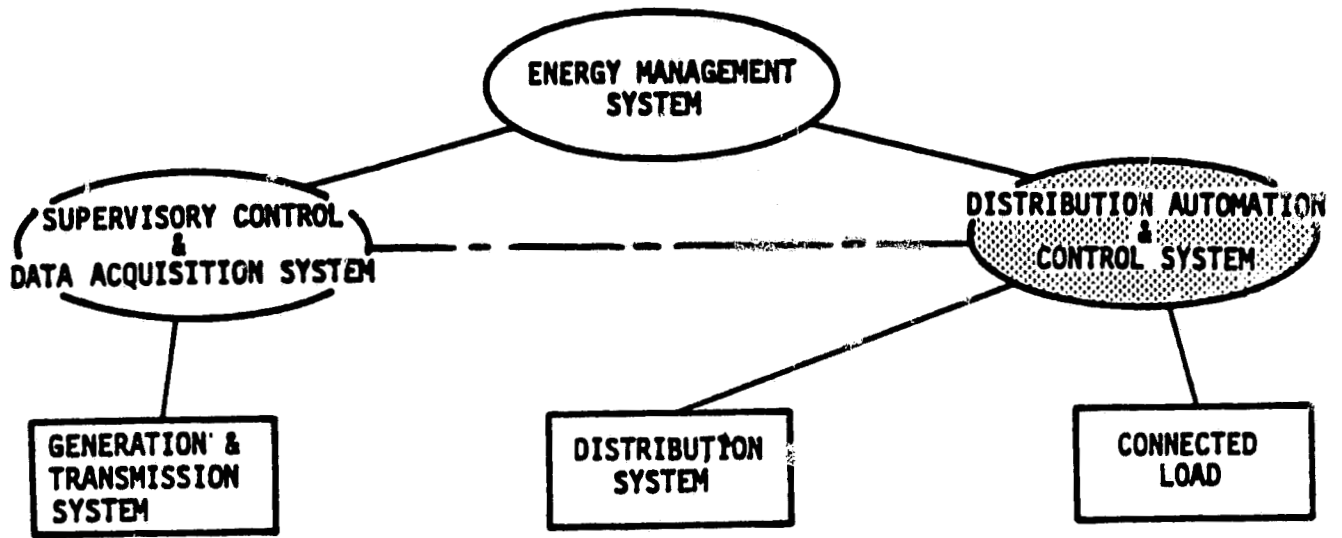 ENERGY MANAGEMENT
SYSTEM
SUPERVISORY CONTROL
&
DATA ACQUISITION SYSTEM
DISTRIBUTION AUTOMATION
&
CONTROL SYSTEM
GENERATION &
TRANSMISSION
SYSTEM
DISTRIBUTION
SYSTEM
CONNECTED
LOAD